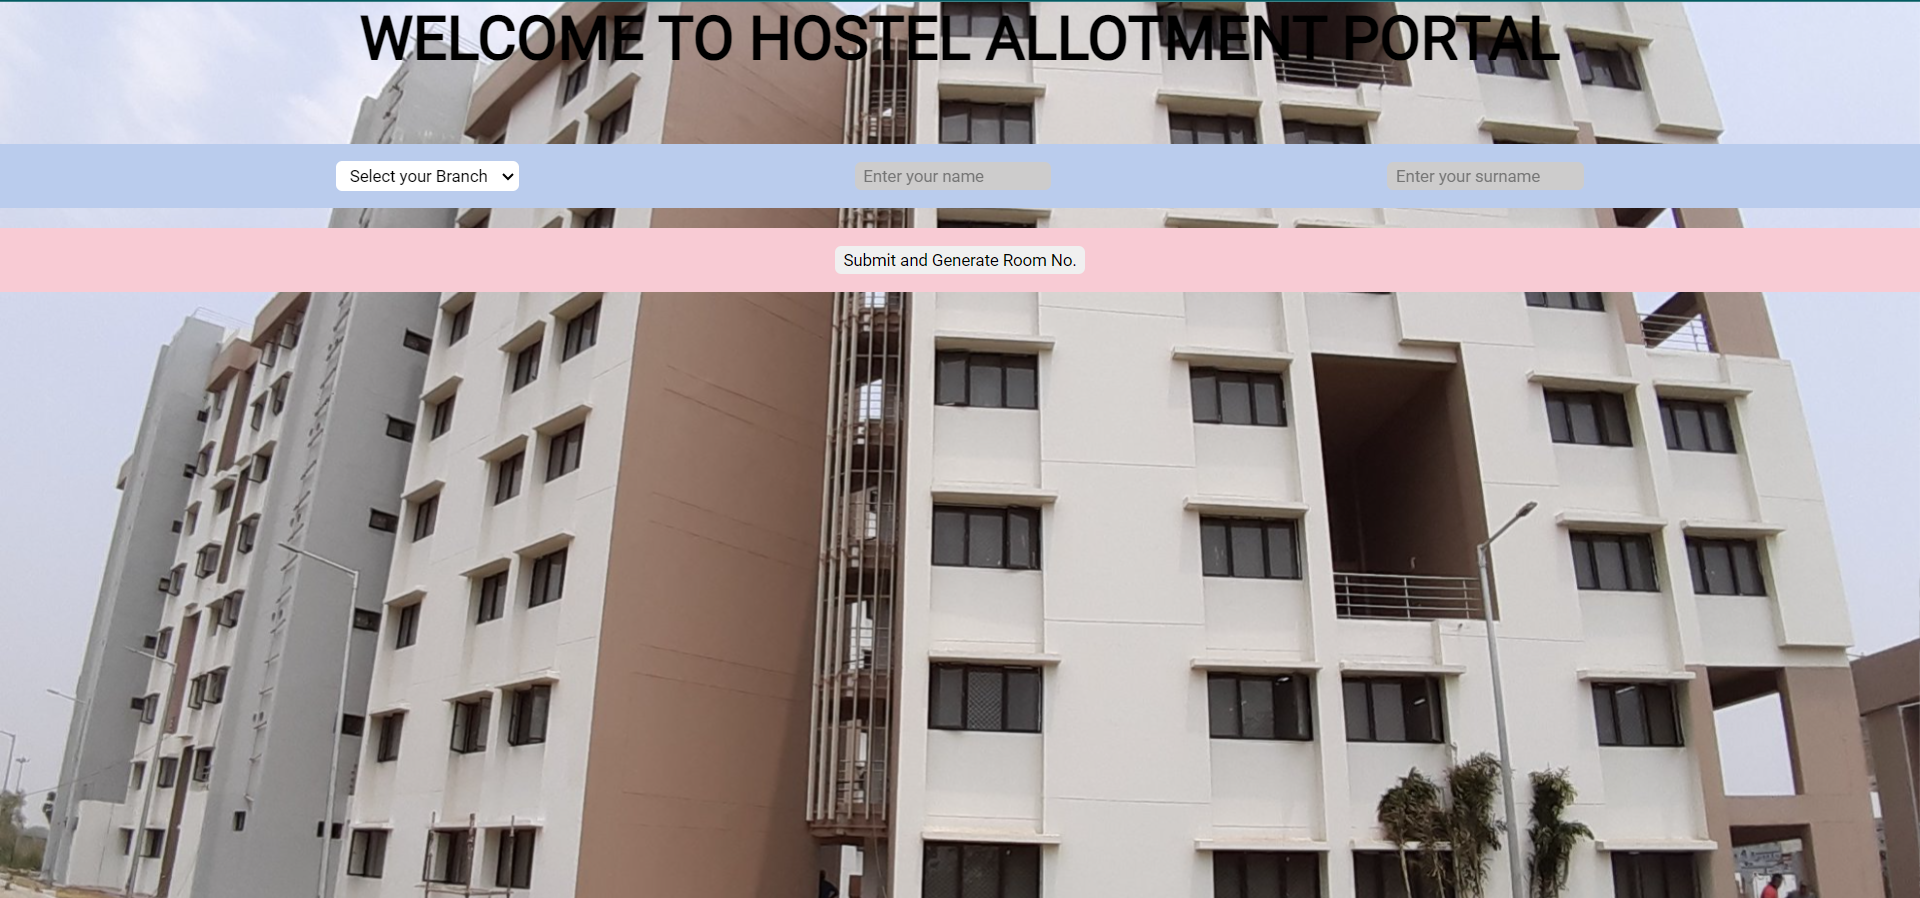 WELCOME TO HOSTEL ALLOTMENT PORTAL
Select your Branch Enter your name Enter your surname
Submit and Generate Room No.